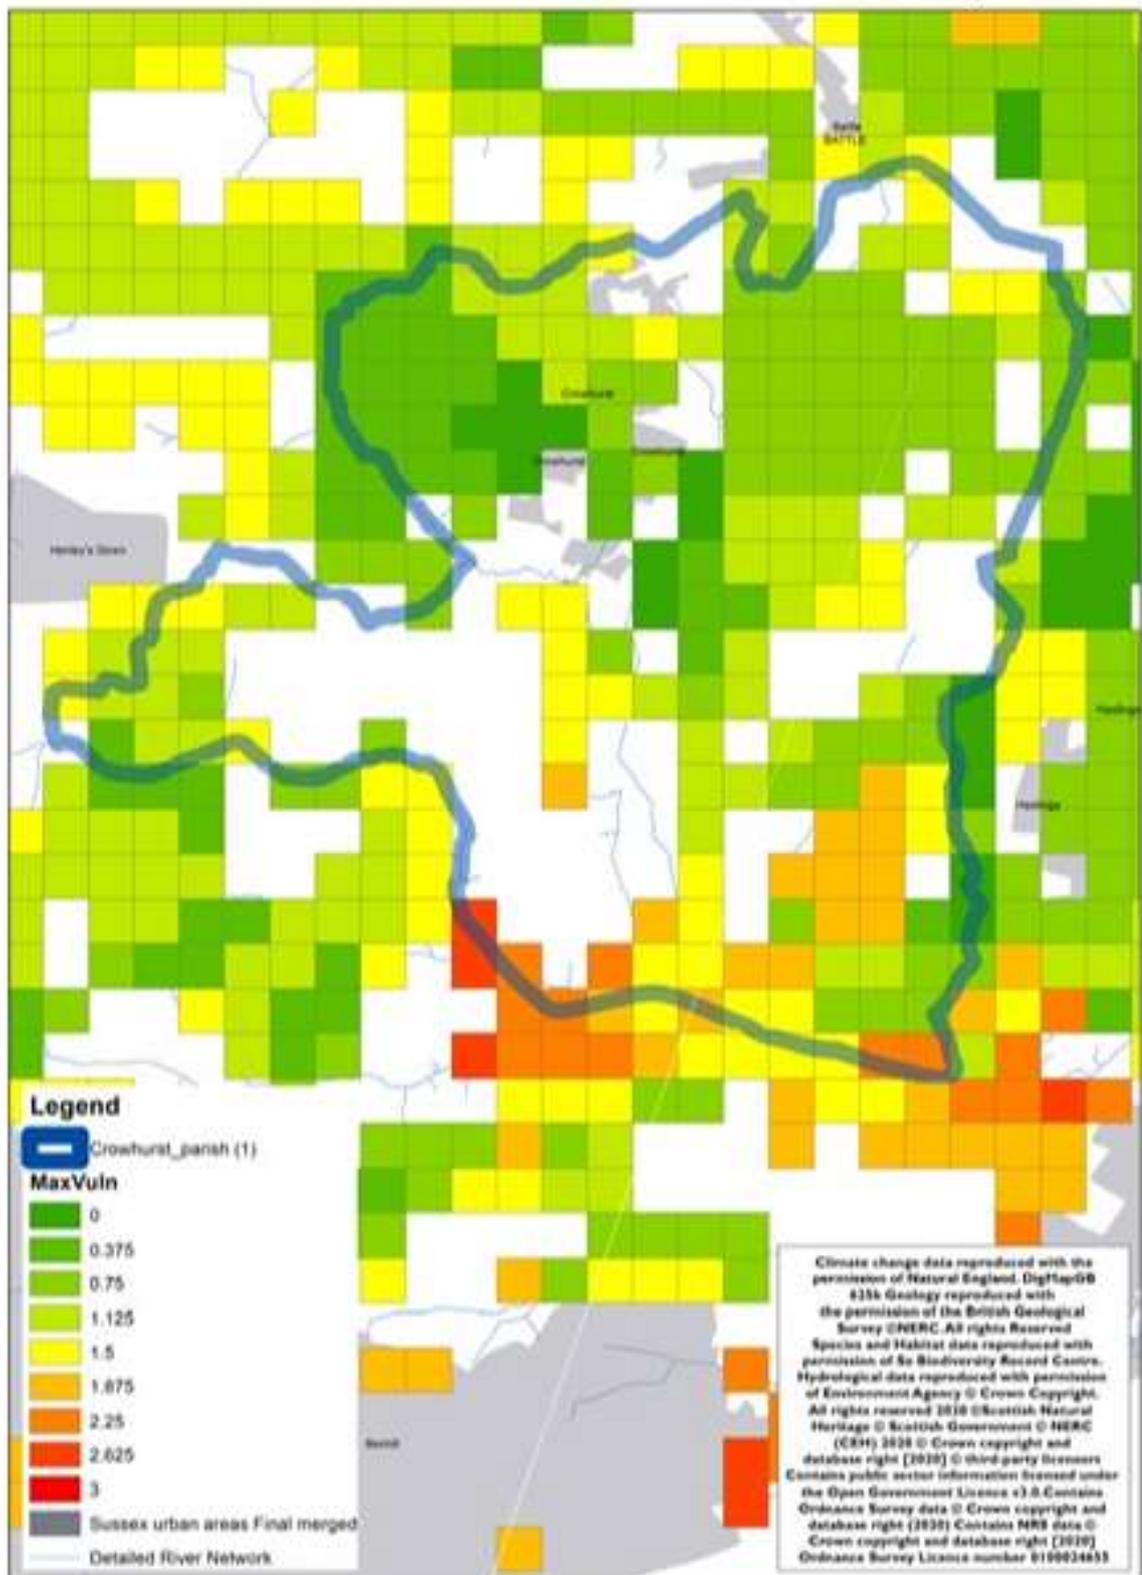 BATTLE
Crowhurst
Crowhurst
Crowhurst
Henley's Down
Hastings
Hastings
Bexhill
Legend
Crowhurst_parish (1)
MaxVuln
0
0.375
0.75
1.125
1.5
1.875
2.25
2.625
3
Sussex urban areas Final merged
Detailed River Network
Climate change data reproduced with the
permission of Natural England. DigMapGB
625k Geology reproduced with
the permission of the British Geological
Survey ©NERC. All rights Reserved
Species and Habitat data reproduced with
permission of Sx Biodiversity Record Centre.
Hydrological data reproduced with permission
of Environment Agency © Crown Copyright.
All rights reserved 2020 ©Scottish Natural
Heritage © Scottish Government © NERC
(CEH) 2020 © Crown copyright and
database right [2020] © third-party licensors
Contains public sector information licensed under
the Open Government Licence v3.0.Contains
Ordnance Survey data © Crown copyright and
database right (2020) Contains NRS data ©
Crown copyright and database right [2020]
Ordnance Survey Licence number 0100024655